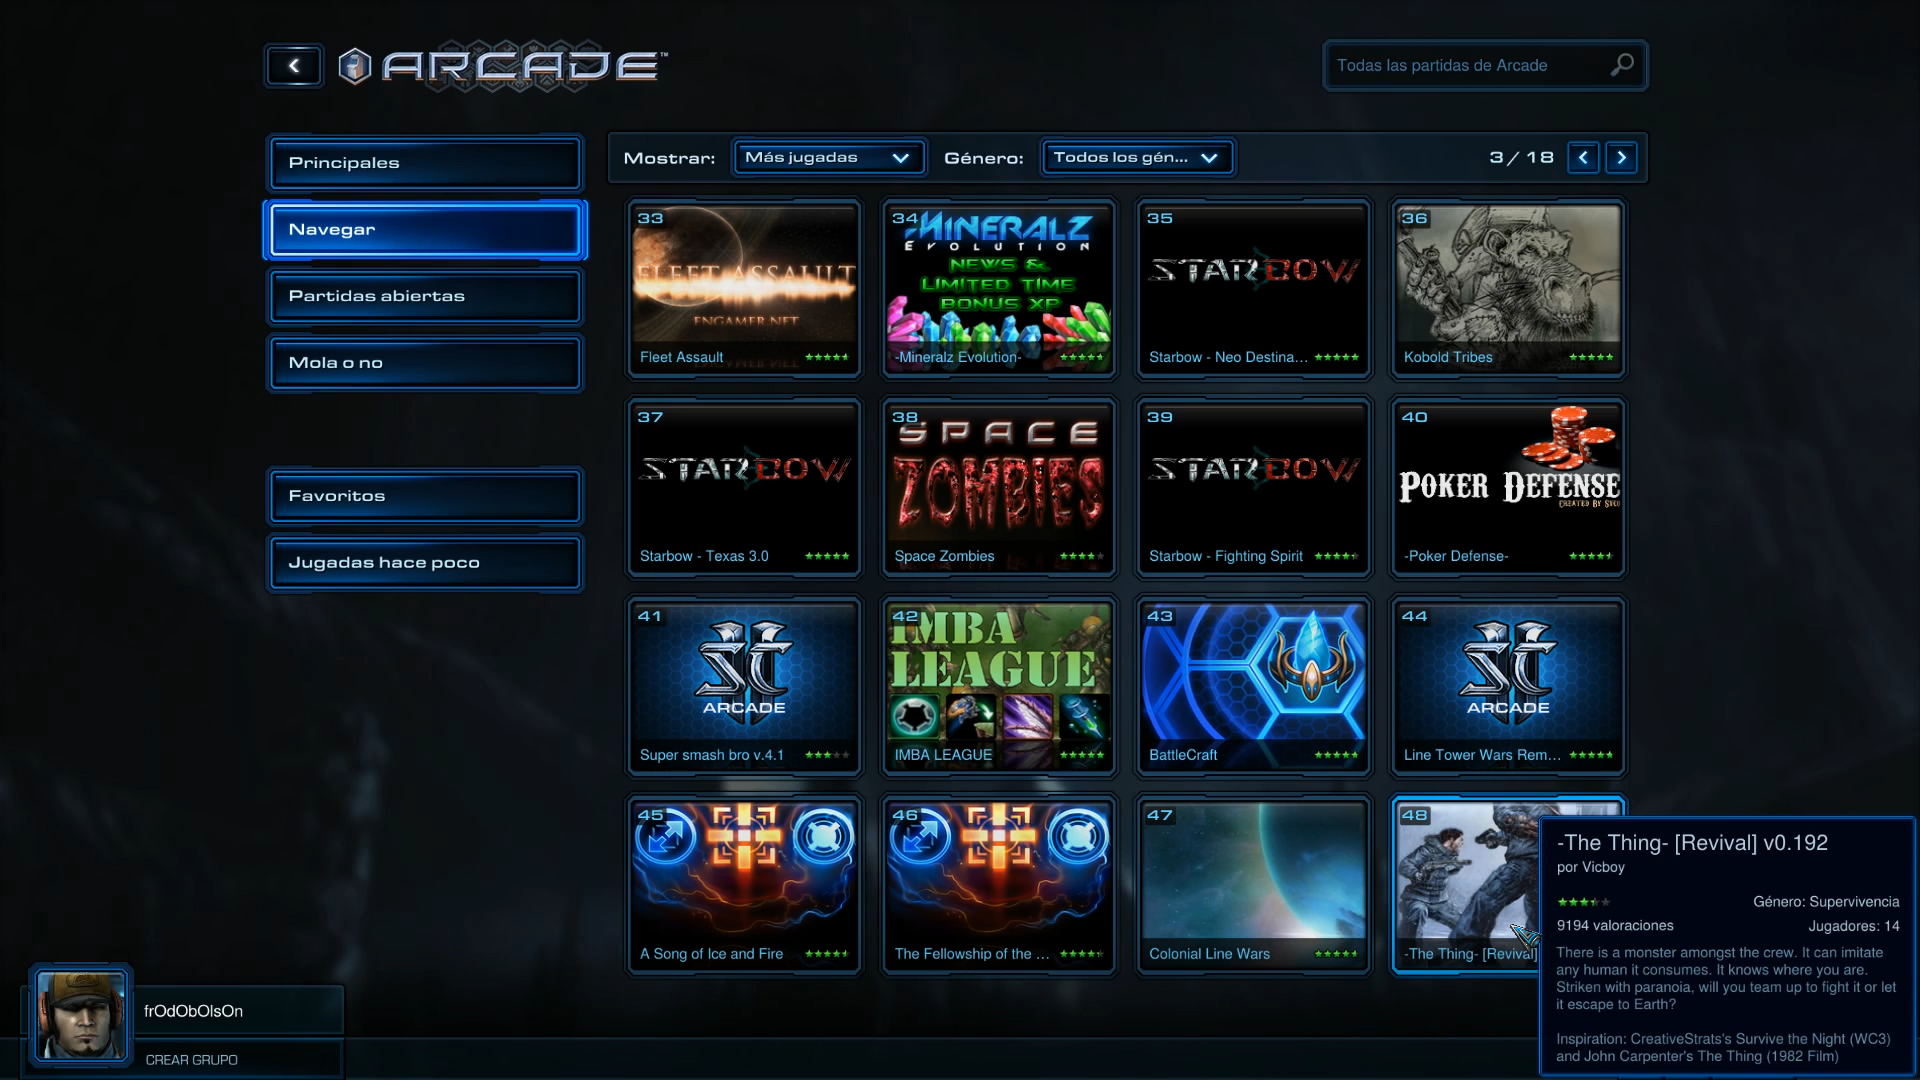 ARCADE™
Todas las partidas de Arcade
Principales
Navegar
Partidas abiertas
Mola o no
Favoritos
Jugadas hace poco
Mostrar: Más jugadas Género: Todos los gén... 3 / 18
33
FLEET ASSAULT
ENGAMER.NET
Fleet Assault
34
MINERALZ
EVOLUTION
NEWS &
LIMITED TIME
BONUS XP
-Mineralz Evolution-
35
STARBOW
Starbow - Neo Destina...
36
Kobold Tribes
37
STARBOW
Starbow - Texas 3.0
38
SPACE
ZOMBIES
Space Zombies
39
STARBOW
Starbow - Fighting Spirit
40
POKER DEFENSE
CREATED BY
-Poker Defense-
41
SC II
ARCADE
Super smash bro v.4.1
42
IMBA
LEAGUE
IMBA LEAGUE
43
BattleCraft
44
SC II
ARCADE
Line Tower Wars Rem...
45
A Song of Ice and Fire
46
The Fellowship of the ...
47
Colonial Line Wars
48
-The Thing- [Revival]
-The Thing- [Revival] v0.192
por Vicboy
Género: Supervivencia
9194 valoraciones Jugadores: 14
There is a monster amongst the crew. It can imitate
any human it consumes. It knows where you are.
Striken with paranoia, will you team up to fight it or let
it escape to Earth?
Inspiration: CreativeStrats's Survive the Night (WC3)
and John Carpenter's The Thing (1982 Film)
frOdObOlsOn
CREAR GRUPO